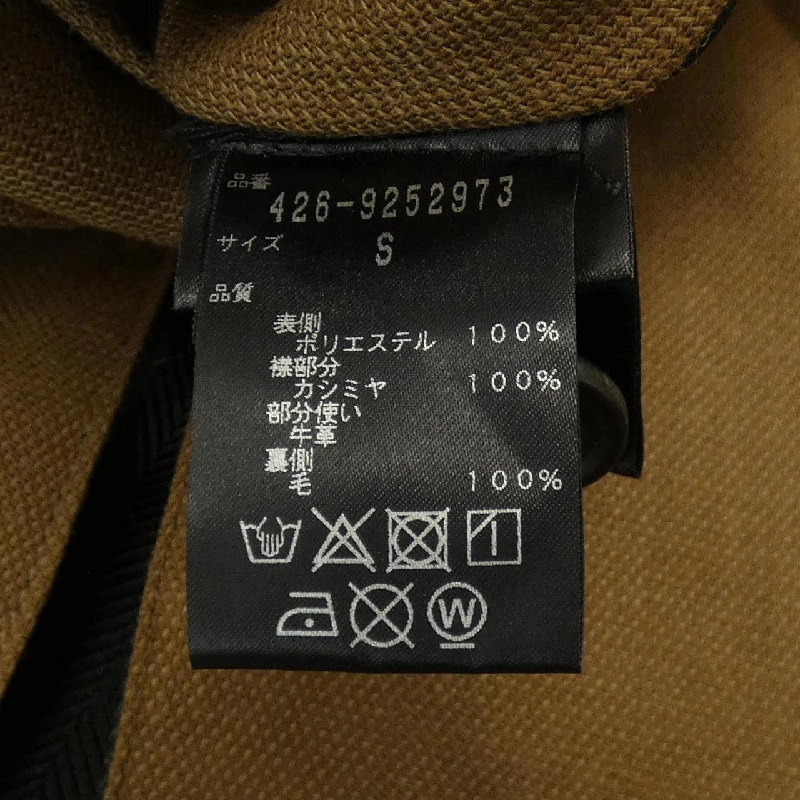 品番
426-9252973
サイズ S
品質
表側
ポリエステル 100%
襟部分
カシミヤ 100%
部分使い
牛革
裏側
毛 100%
W